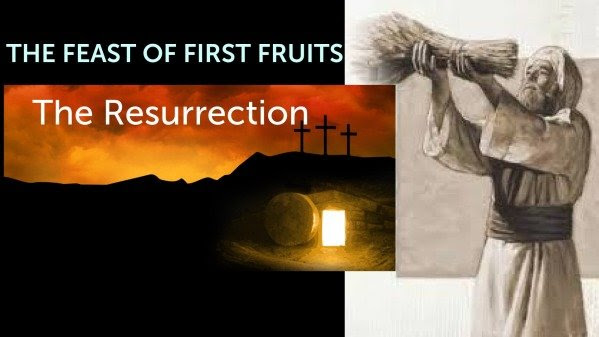 THE FEAST OF FIRST FRUITS
The Resurrection